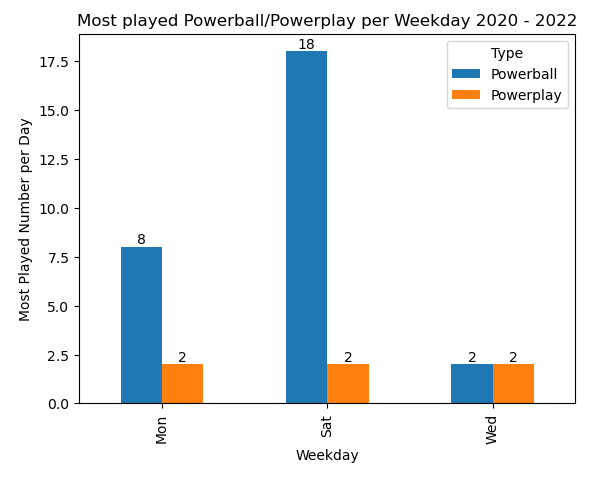 Most played Powerball/Powerplay per Weekday 2020 - 2022
Most Played Number per Day
17.5
15.0
12.5
10.0
7.5
5.0
2.5
0.0
Type
Powerball
Powerplay
8
2
18
2
2
2
Mon
Sat
Wed
Weekday